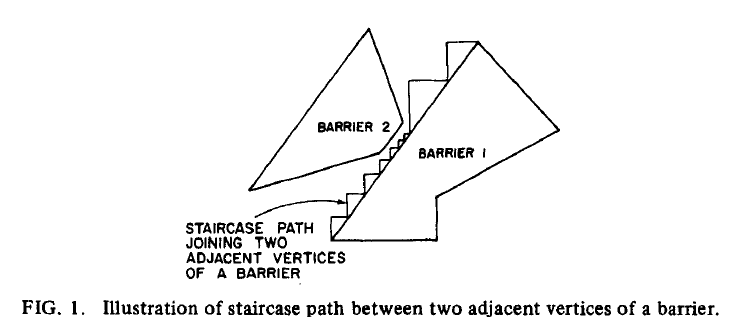 BARRIER 2
BARRIER 1
STAIRCASE PATH
JOINING TWO
ADJACENT VERTICES
OF A BARRIER
FIG. 1. Illustration of staircase path between two adjacent vertices of a barrier.